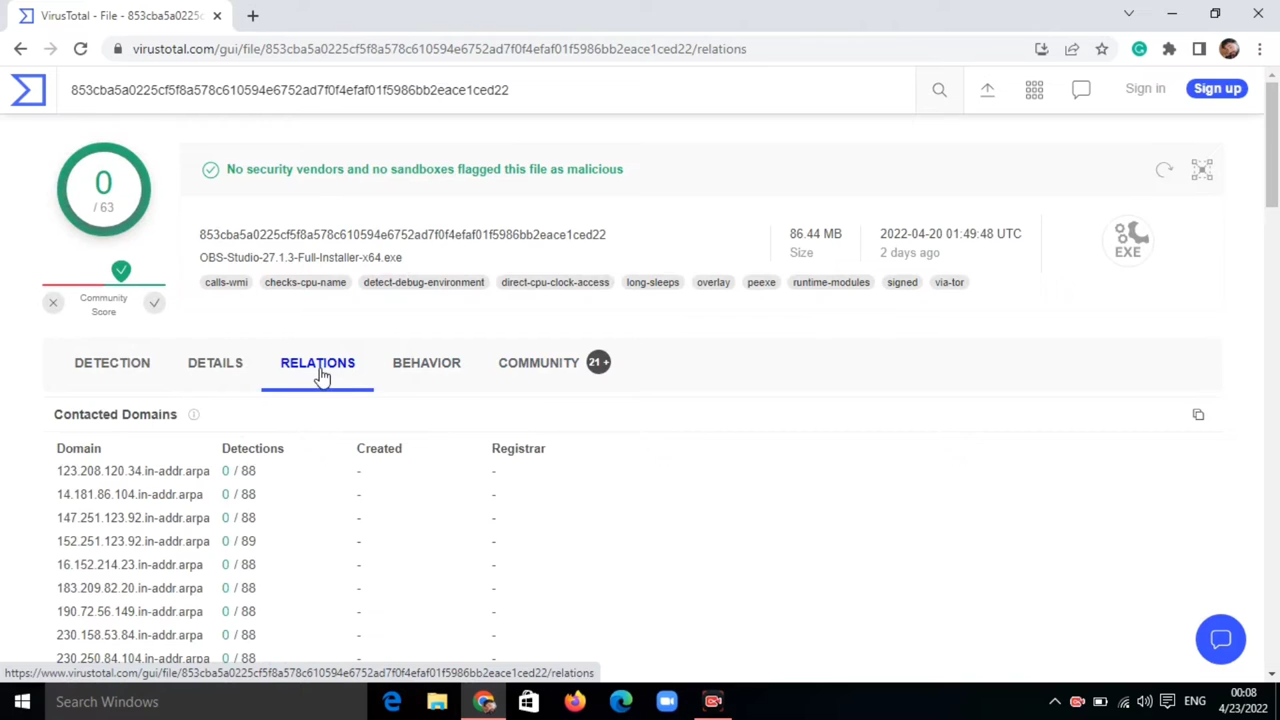 VirusTotal - File - 853cba5a0225c
virustotal.com/gui/file/853cba5a0225cf5f8a578c610594e6752ad7f0f4efaf01f5986bb2eace1ced22/relations
853cba5a0225cf5f8a578c610594e6752ad7f0f4efaf01f5986bb2eace1ced22
Sign in
Sign up
0
/ 63
No security vendors and no sandboxes flagged this file as malicious
853cba5a0225cf5f8a578c610594e6752ad7f0f4efaf01f5986bb2eace1ced22
OBS-Studio-27.1.3-Full-Installer-x64.exe
86.44 MB
Size
2022-04-20 01:49:48 UTC
2 days ago
EXE
calls-wmi checks-cpu-name detect-debug-environment direct-cpu-clock-access long-sleeps overlay peexe runtime-modules signed via-tor
Community
Score
DETECTION DETAILS RELATIONS BEHAVIOR COMMUNITY 21 +
Contacted Domains
Domain Detections Created Registrar
123.208.120.34.in-addr.arpa 0 / 88 - -
14.181.86.104.in-addr.arpa 0 / 88 - -
147.251.123.92.in-addr.arpa 0 / 88 - -
152.251.123.92.in-addr.arpa 0 / 89 - -
16.152.214.23.in-addr.arpa 0 / 88 - -
183.209.82.20.in-addr.arpa 0 / 88 - -
190.72.56.149.in-addr.arpa 0 / 88 - -
230.158.53.84.in-addr.arpa 0 / 88 - -
230.250.84.104.in-addr.arpa 0 / 88 - -
https://www.virustotal.com/gui/file/853cba5a0225cf5f8a578c610594e6752ad7f0f4efaf01f5986bb2eace1ced22/relations
Search Windows
ENG
00:08
4/23/2022